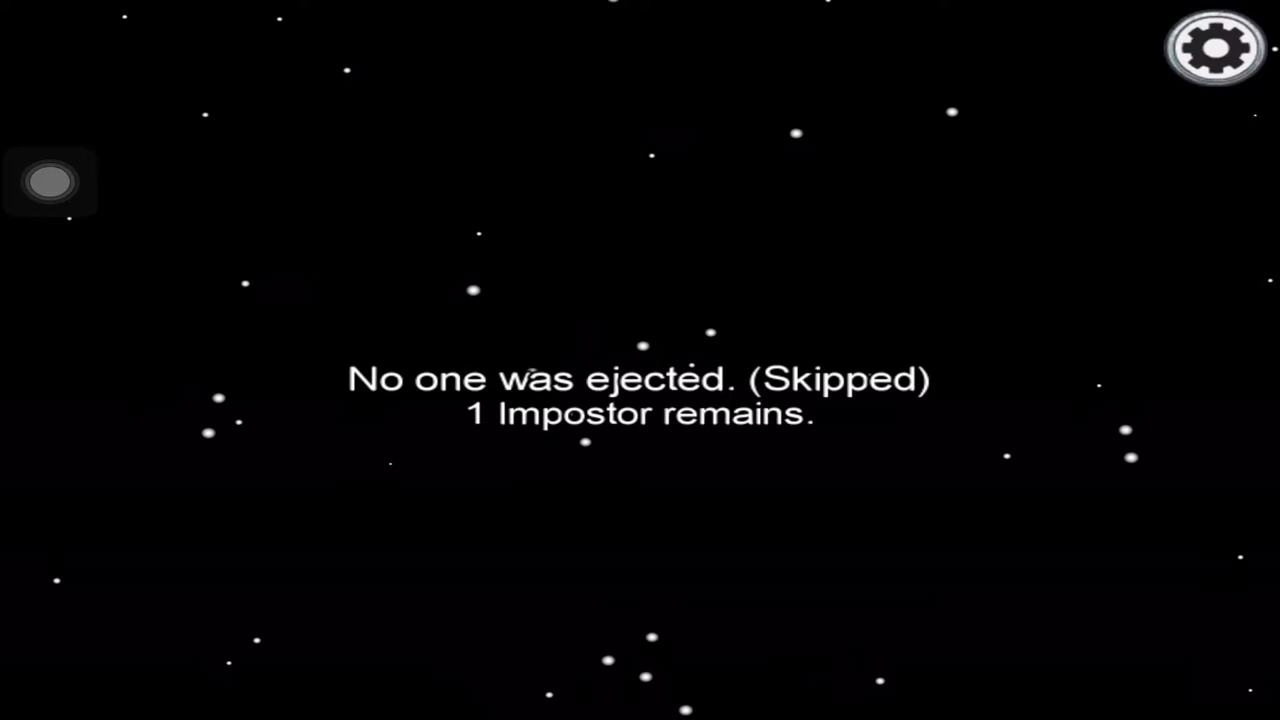 No one was ejected. (Skipped)
1 Impostor remains.